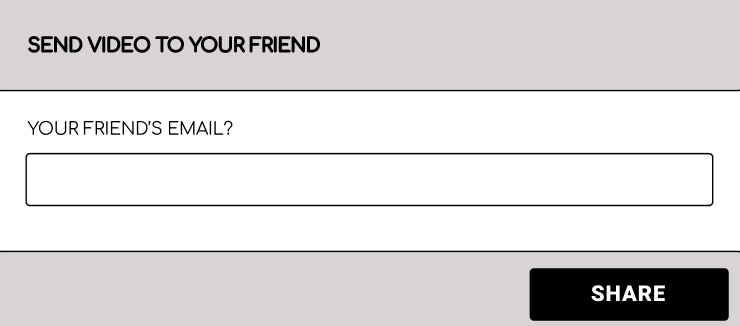 SEND VIDEO TO YOUR FRIEND
YOUR FRIEND'S EMAIL?
SHARE